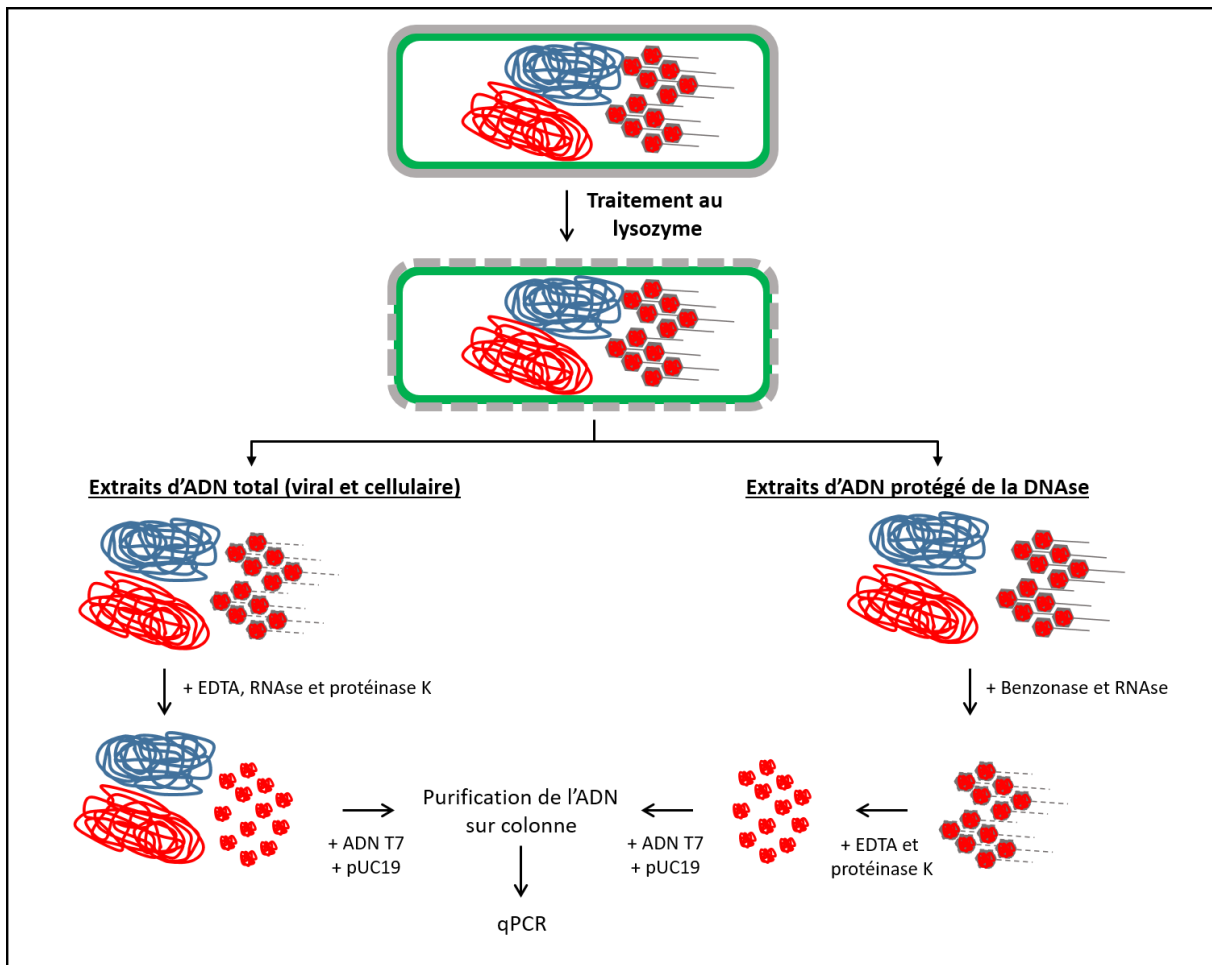 Traitement au
lysozyme
Extraits d'ADN total (viral et cellulaire)
Extraits d'ADN protégé de la DNAse
+ EDTA, RNAse et protéinase K
+ Benzonase et RNAse
Purification de l'ADN
sur colonne
+ ADN T7
+ pUC19
+ ADN T7
+ pUC19
+ EDTA et
protéinase K
qPCR